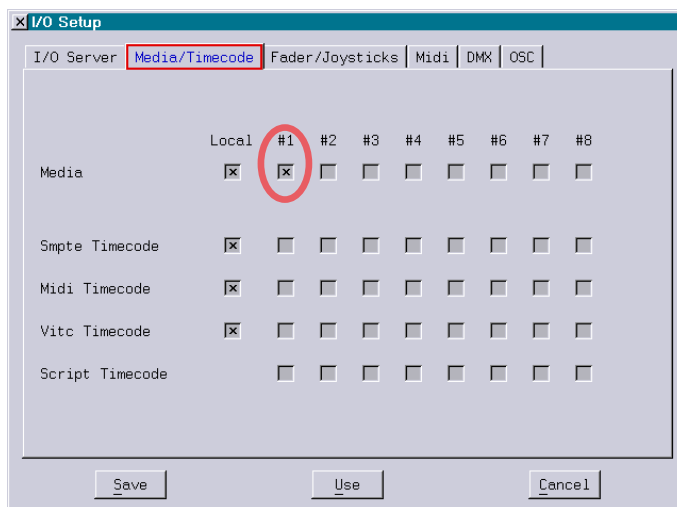 I/O Setup
I/O Server Media/Timecode Fader/Joysticks Midi DMX OSC
Local #1 #2 #3 #4 #5 #6 #7 #8
Media
Smpte Timecode
Midi Timecode
Vitc Timecode
Script Timecode
Save Use Cancel